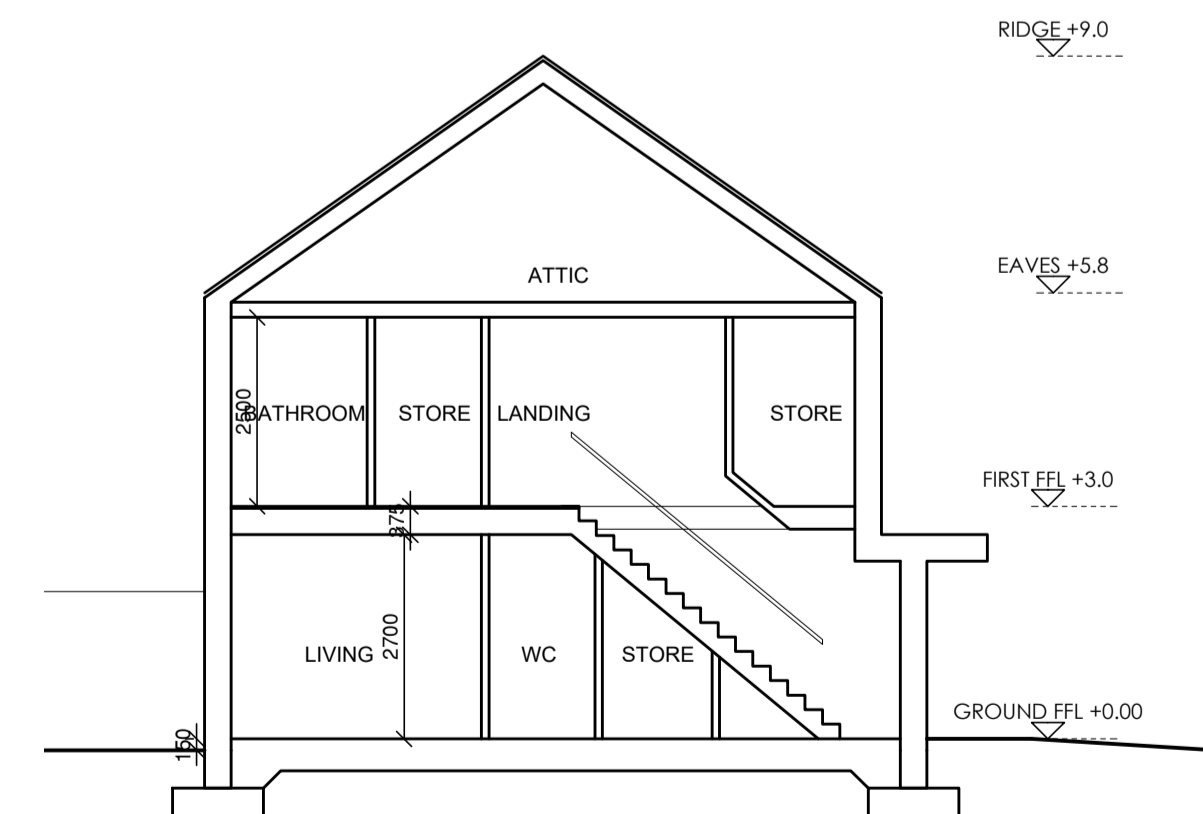 RIDGE +9.0
EAVES +5.8
ATTIC
2500
BATHROOM
STORE
LANDING
STORE
FIRST FFL +3.0
375
2700
LIVING
WC
STORE
GROUND FFL +0.00
150